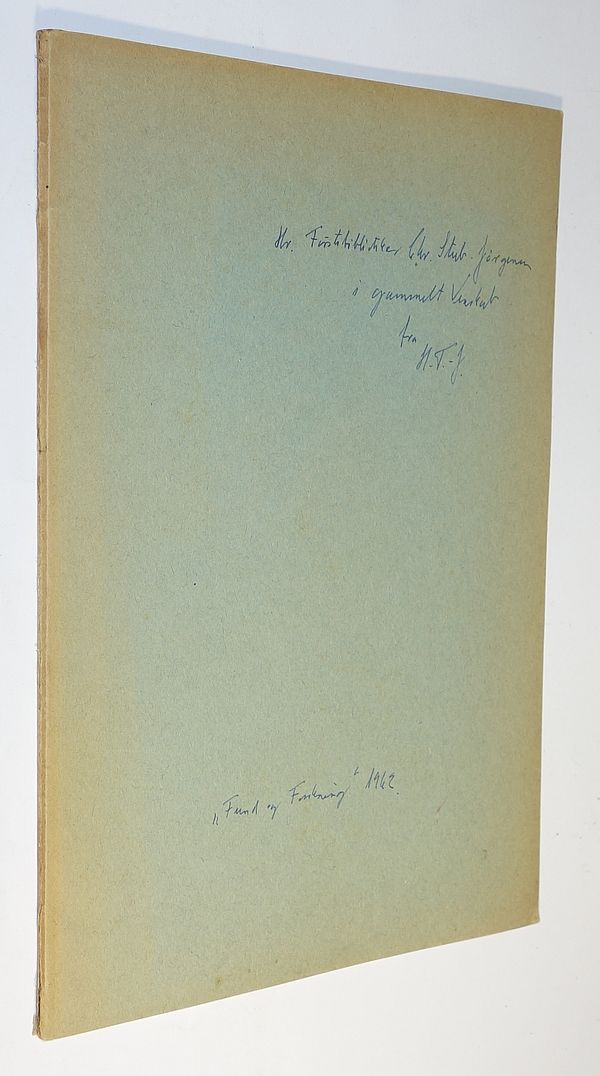 Hr. Førstebibliotekar Chr. Stub-Jørgensen
i gammelt Venskab
fra
H.T.-J.
„Fund og Forskning“ 1962.